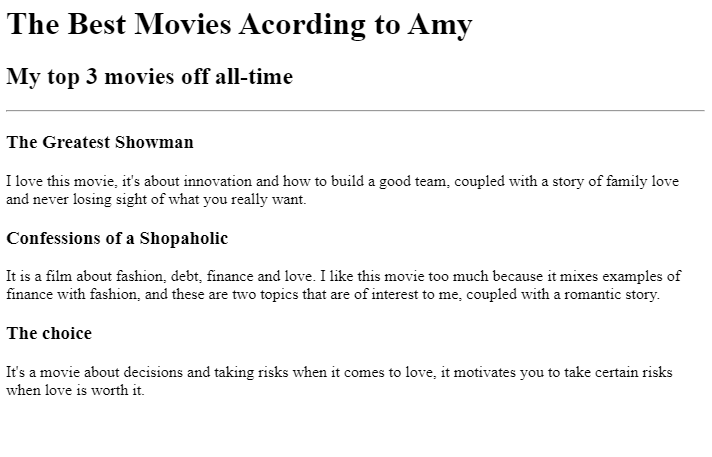 The Best Movies Acording to Amy
My top 3 movies off all-time
The Greatest Showman
I love this movie, it's about innovation and how to build a good team, coupled with a story of family love
and never losing sight of what you really want.
Confessions of a Shopaholic
It is a film about fashion, debt, finance and love. I like this movie too much because it mixes examples of
finance with fashion, and these are two topics that are of interest to me, coupled with a romantic story.
The choice
It's a movie about decisions and taking risks when it comes to love, it motivates you to take certain risks
when love is worth it.